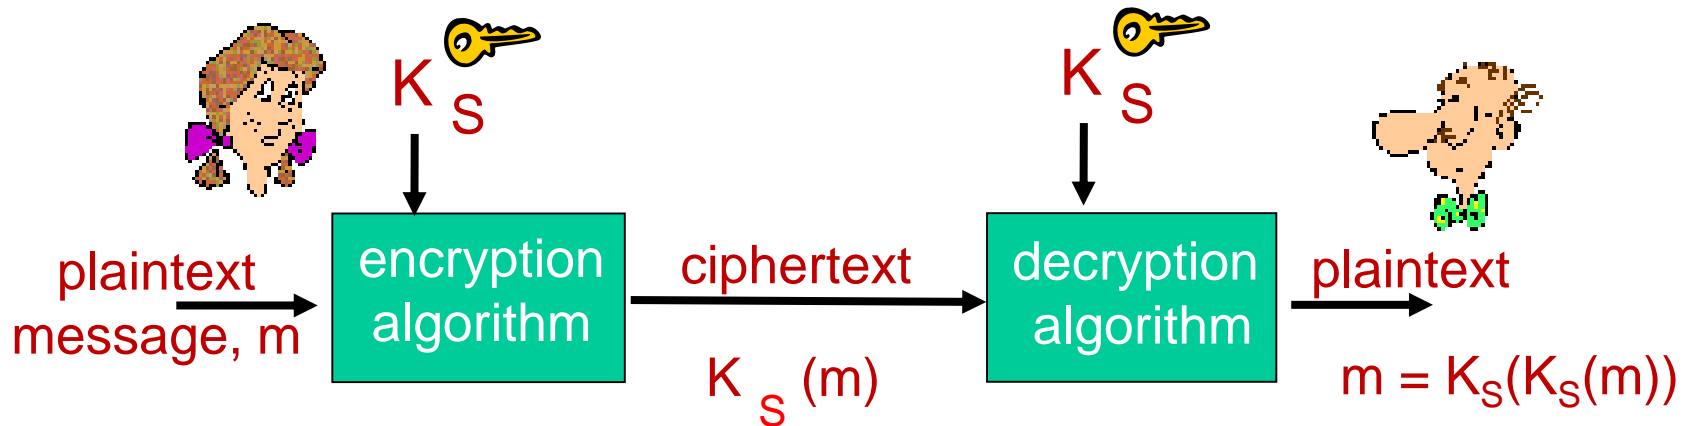 K S
K S
plaintext
message, m
encryption
algorithm
ciphertext
K S (m)
decryption
algorithm
plaintext
m = KS(KS(m))